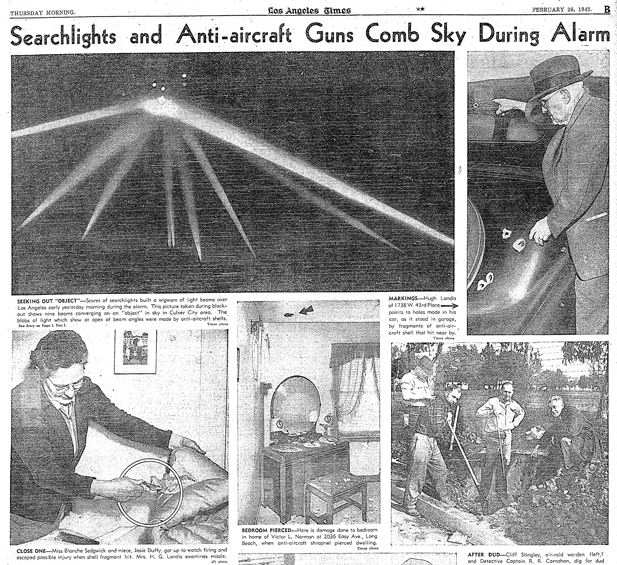 THURSDAY MORNING.
Los Angeles Times
★★
FEBRUARY 26, 1942.
B
Searchlights and Anti-aircraft Guns Comb Sky During Alarm
SEEKING OUT "OBJECT"—Scores of searchlights built a wigwam of light beams over
Los Angeles early yesterday morning during the alarm. This picture taken during black-
out shows nine beams converging on an "object" in sky in Culver City area. The
blobs of light which show at apex of beam angles were made by anti-aircraft shells.
See Story on Page 1, Part I.
Times photo
MARKINGS—Hugh Landis
of 1738 W. 43rd Place
points to holes made in his
car, as it stood in garage,
by fragments of anti-air-
craft shell that hit near by.
Times photo
CLOSE ONE—Miss Blanche Sedgwick and niece, Josie Duffy, got up to watch firing and
escaped possible injury when shell fragment hit. Mrs. H. G. Landis examines missile.
photo
BEDROOM PIERCED—Here is damage done to bedroom
in home of Victor L. Norman at 2036 Easy Ave., Long
Beach, when anti-aircraft shrapnel pierced dwelling.
Times photo
AFTER DUD—Cliff Stingley, air-raid warden (left,)
and Detective Captain R. R. Carnahan, dig for dud